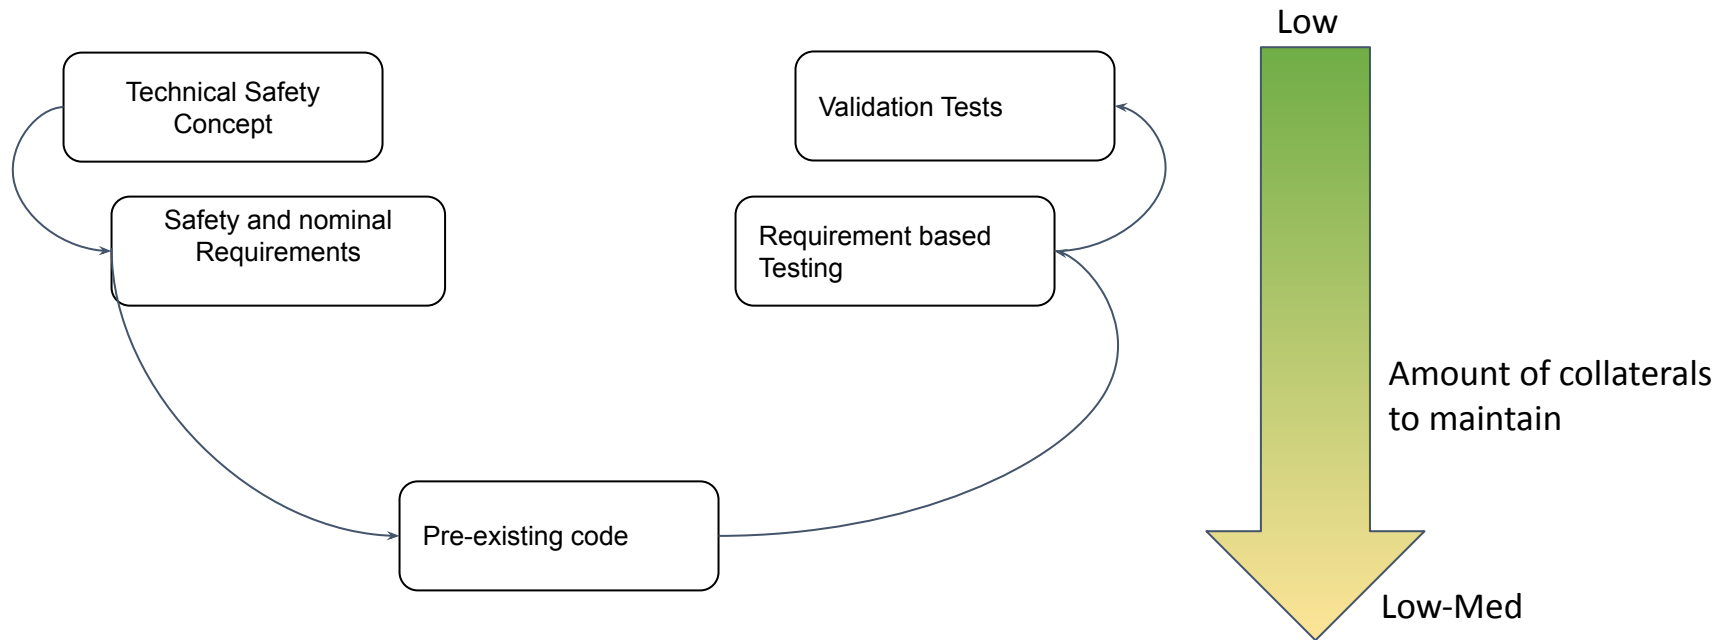 Low
Technical Safety
Concept
Validation Tests
Safety and nominal
Requirements
Requirement based
Testing
Amount of collaterals
to maintain
Pre-existing code
Low-Med